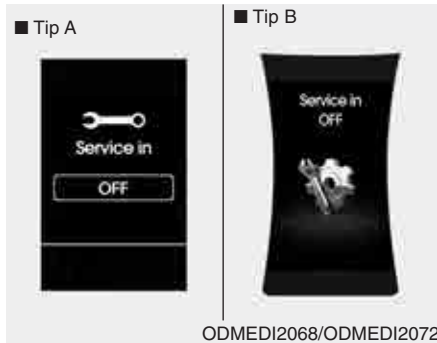 ■ Tip A
Service in
OFF
■ Tip B
Service in
OFF
ODMEDI2068/ODMEDI2072